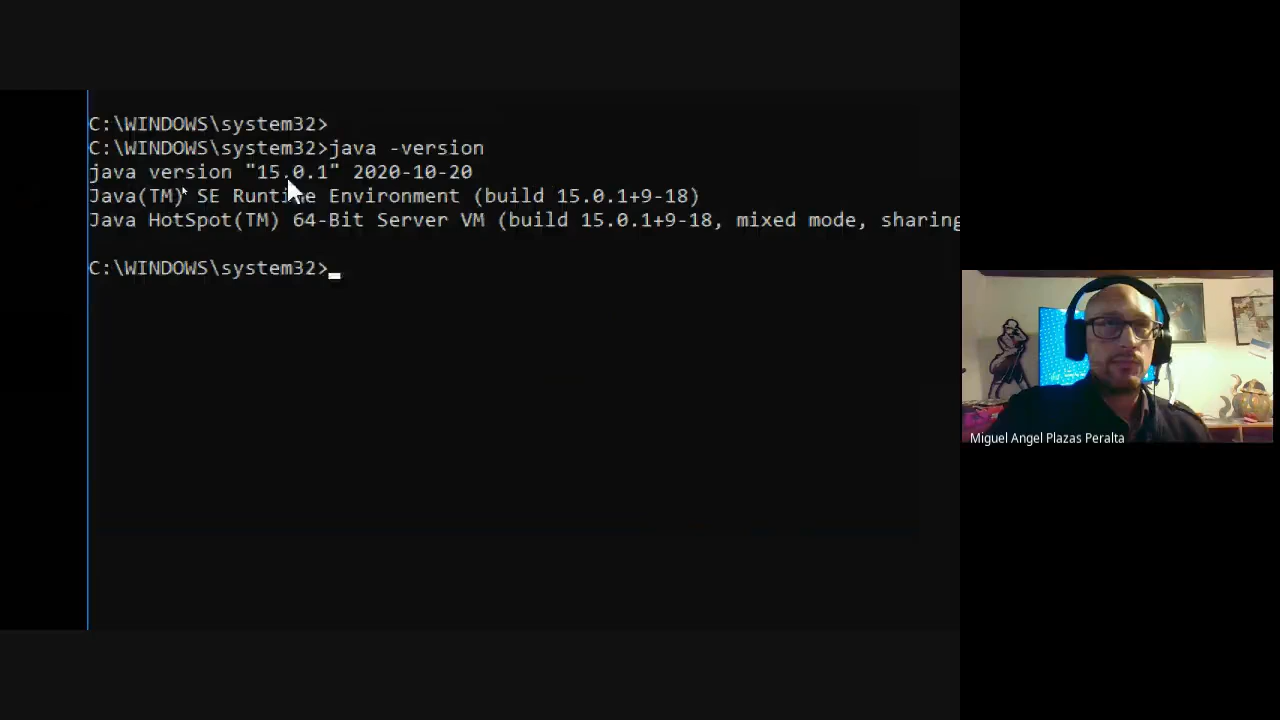 C:\WINDOWS\system32>
C:\WINDOWS\system32>java -version
java version "15.0.1" 2020-10-20
Java(TM) SE Runtime Environment (build 15.0.1+9-18)
Java HotSpot(TM) 64-Bit Server VM (build 15.0.1+9-18, mixed mode, sharing
C:\WINDOWS\system32>_
Miguel Angel Plazas Peralta